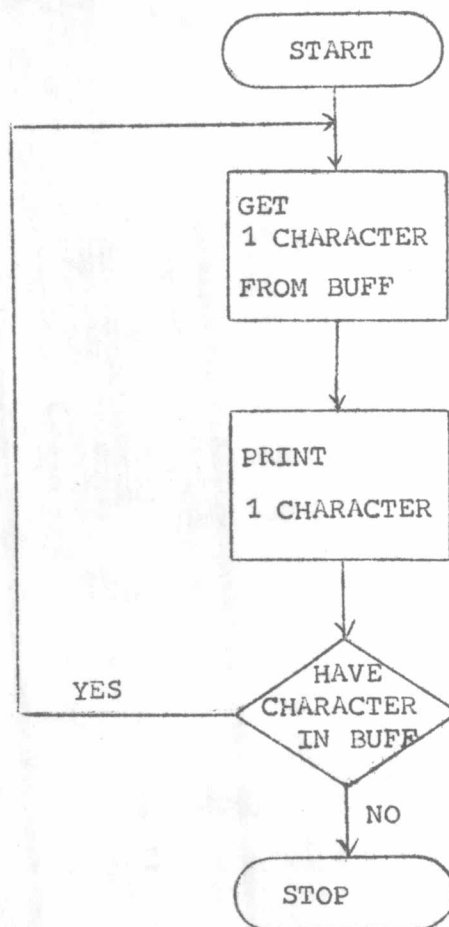 START
GET
1 CHARACTER
FROM BUFF
PRINT
1 CHARACTER
HAVE
CHARACTER
IN BUFF
YES
NO
STOP